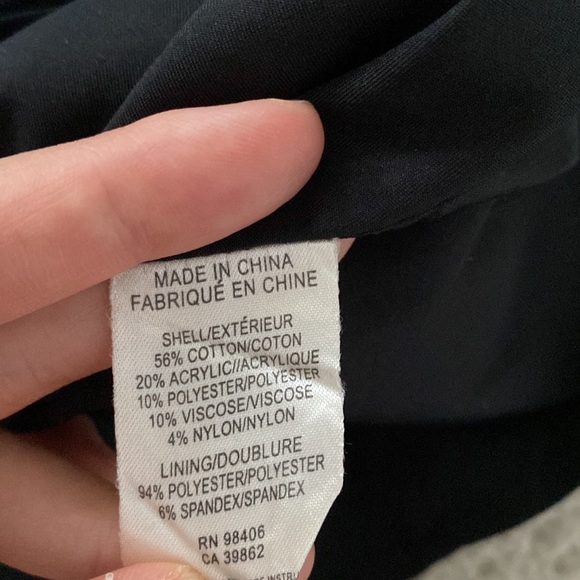 MADE IN CHINA
FABRIQUÉ EN CHINE
SHELL/EXTÉRIEUR
56% COTTON/COTON
20% ACRYLIC//ACRYLIQUE
10% POLYESTER/POLYESTER
10% VISCOSE/VISCOSE
4% NYLON/NYLON
LINING/DOUBLURE
94% POLYESTER/POLYESTER
6% SPANDEX/SPANDEX
RN 98406
CA 39862